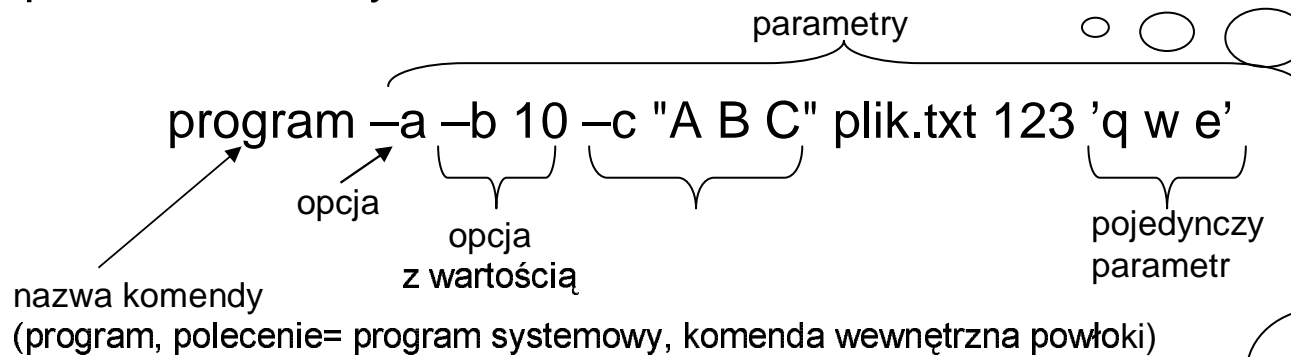 parametry
program –a –b 10 –c "A B C" plik.txt 123 ’q w e’
opcja
opcja
z wartością
pojedynczy
parametr
nazwa komendy
(program, polecenie= program systemowy, komenda wewnętrzna powłoki)